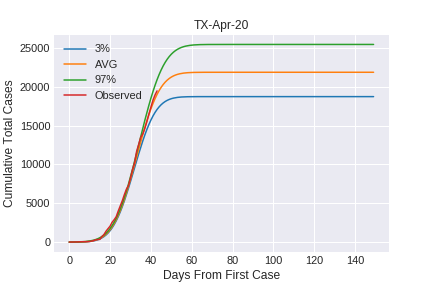 TX-Apr-20
Cumulative Total Cases
25000
20000
15000
10000
5000
0
3%
AVG
97%
Observed
0 20 40 60 80 100 120 140
Days From First Case